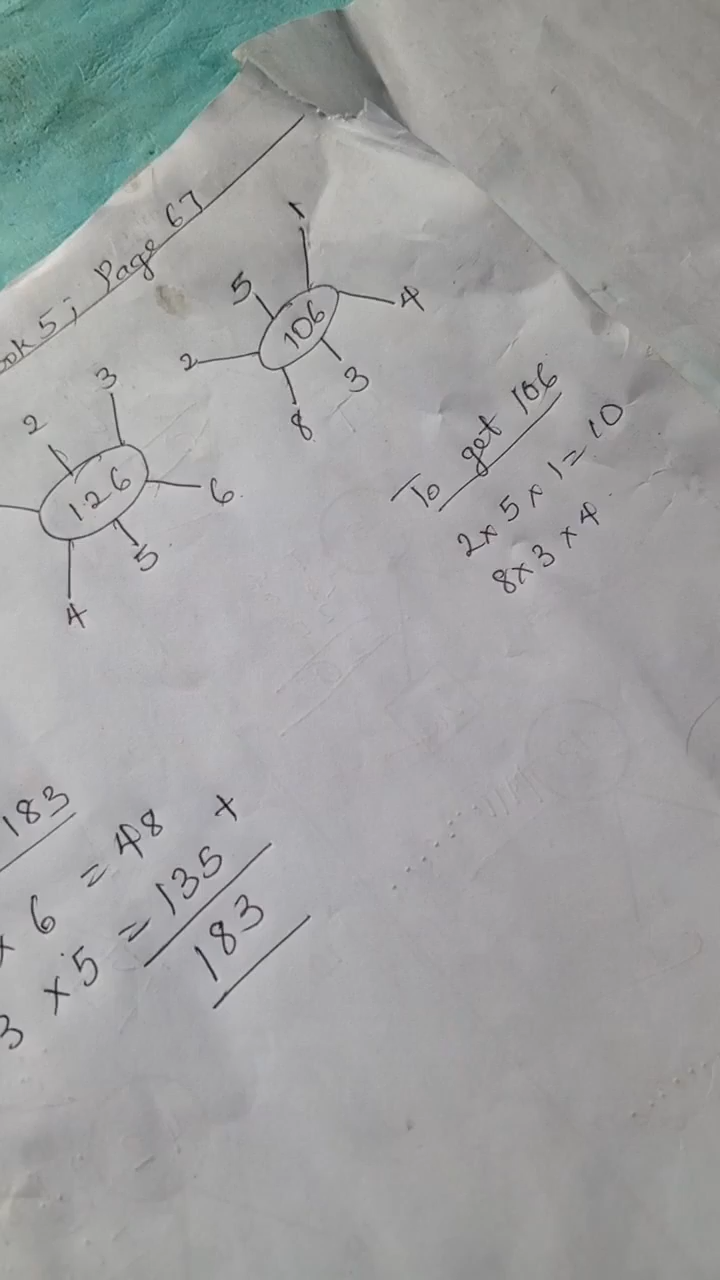 5; Page 67
1
5
106
4
2
3
8
3
2
126
6
5
4
To get 106
2 x 5 x 1 = 10
8 x 3 x 4
183
x 6 = 48 +
3 x 5 = 135
183